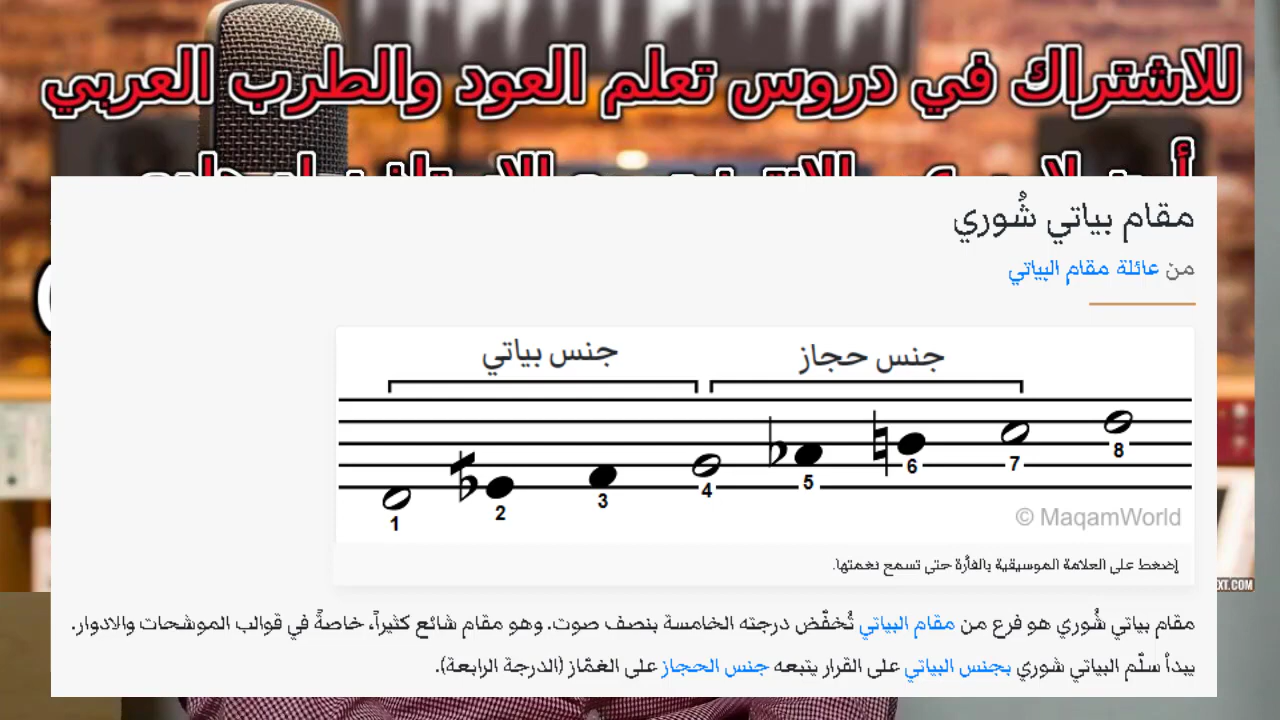 للاشتراك في دروس تعلم العود والطرب العربي
مقام بياتي شُوري
من عائلة مقام البياتي
جنس بياتي جنس حجاز
1 2 3 4 5 6 7 8
© MaqamWorld
إضغط على العلامة الموسيقية بالفأرة حتى تسمع نغمتها.
مقام بياتي شُوري هو فرع من مقام البياتي تُخفّض درجته الخامسة بنصف صوت. وهو مقام شائع كثيراً، خاصةً في قوالب الموشحات والادوار.
يبدأ سلّم البياتي شوري بجنس البياتي على القرار يتبعه جنس الحجاز على الغمّاز (الدرجة الرابعة).
XT.COM